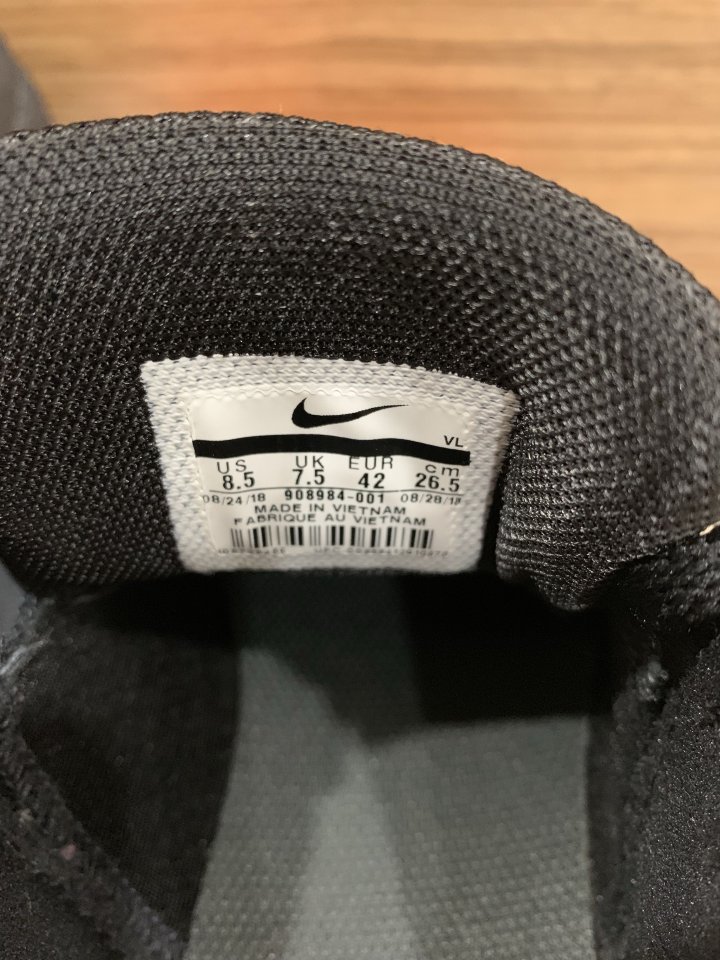 VL
US UK EUR cm
8.5 7.5 42 26.5
08/24/18 908984-001 08/28/18
MADE IN VIETNAM
FABRIQUE AU VIETNAM